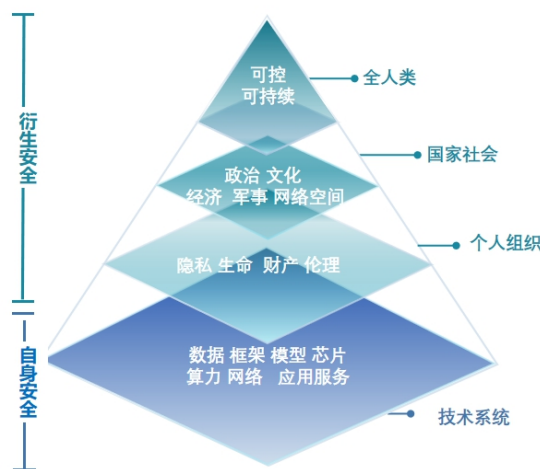 可控
可持续
全人类
国家社会
政治 文化
经济 军事 网络空间
个人组织
隐私 生命 财产 伦理
数据 框架 模型 芯片
算力 网络 应用服务
技术系统
衍生安全
自身安全